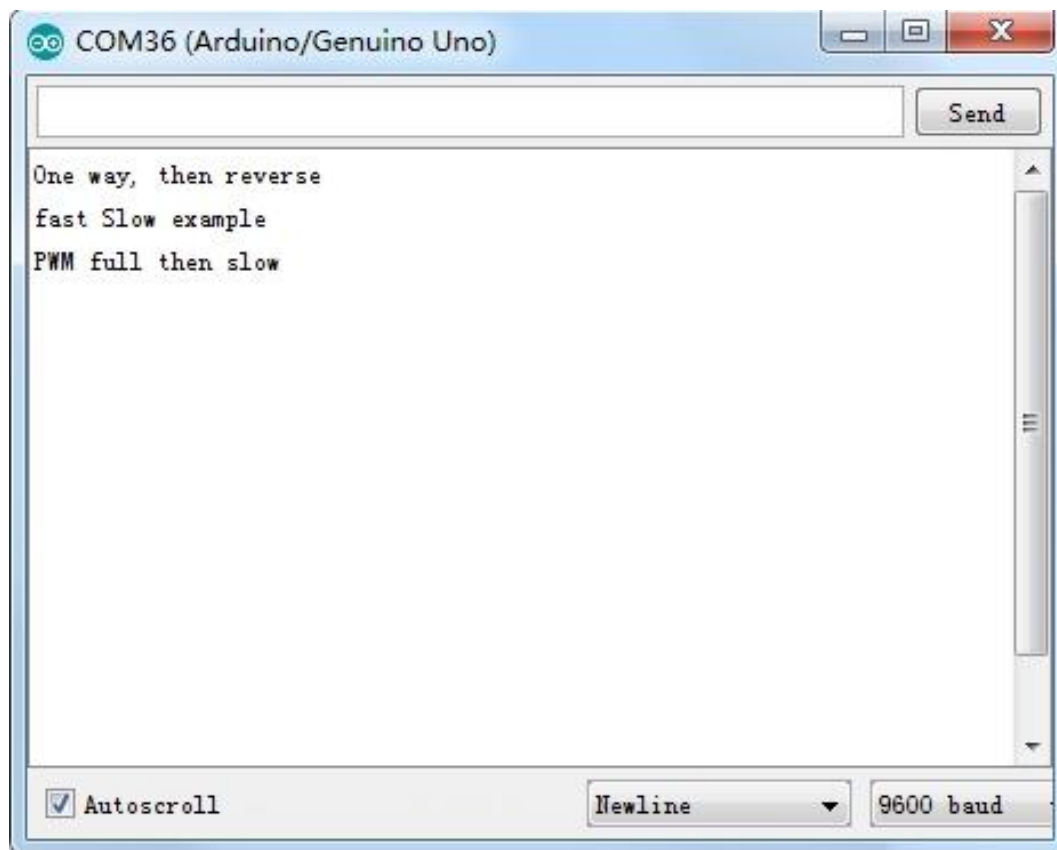 COM36 (Arduino/Genuino Uno)
Send
One way, then reverse
fast Slow example
PWM full then slow
Autoscroll
Newline
9600 baud